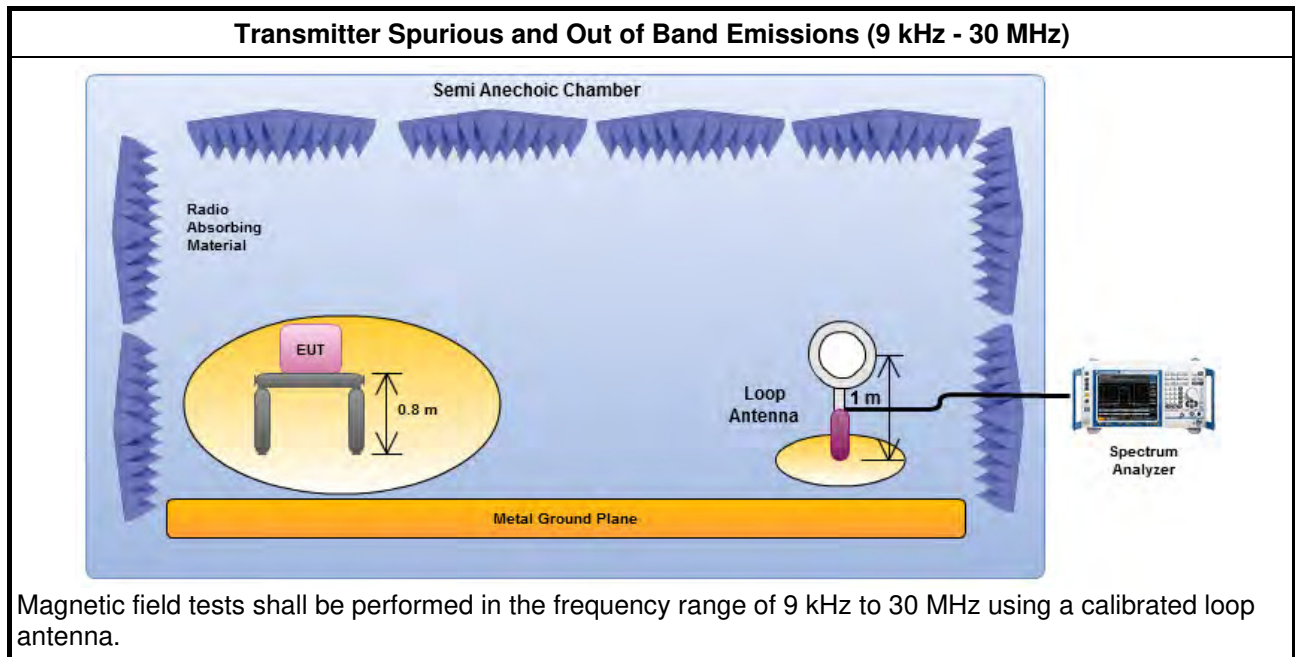 Transmitter Spurious and Out of Band Emissions (9 kHz - 30 MHz)
Semi Anechoic Chamber
Radio
Absorbing
Material
EUT
0.8 m
Loop
Antenna
1 m
Spectrum
Analyzer
Metal Ground Plane
Magnetic field tests shall be performed in the frequency range of 9 kHz to 30 MHz using a calibrated loop
antenna.